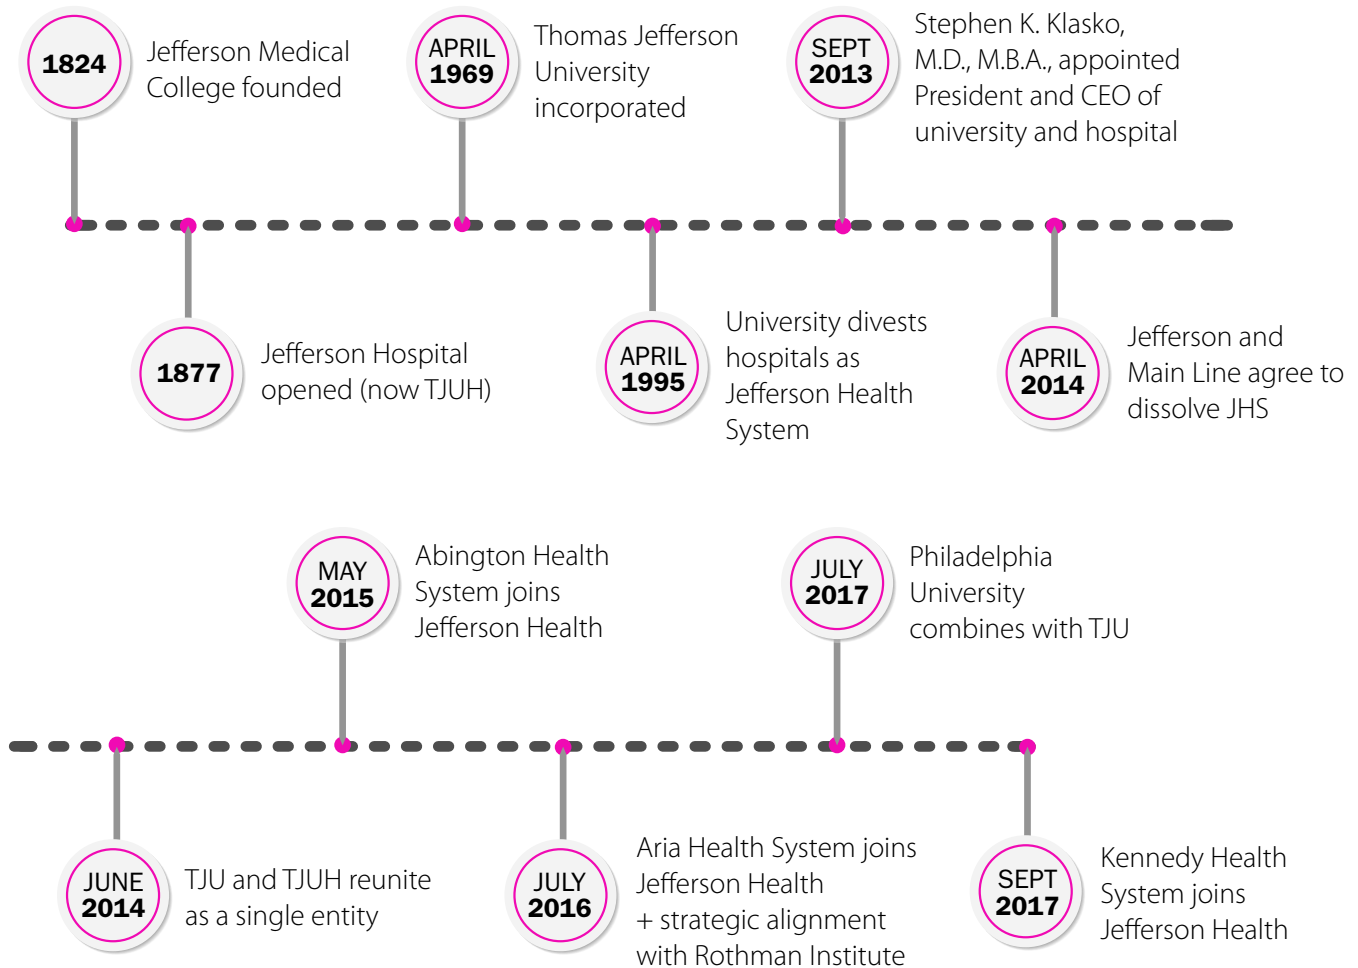 1824
Jefferson Medical
College founded
APRIL
1969
Thomas Jefferson
University
incorporated
SEPT
2013
Stephen K. Klasko,
M.D., M.B.A., appointed
President and CEO of
university and hospital
1877
Jefferson Hospital
opened (now TJUH)
APRIL
1995
University divests
hospitals as
Jefferson Health
System
APRIL
2014
Jefferson and
Main Line agree to
dissolve JHS
MAY
2015
Abington Health
System joins
Jefferson Health
JULY
2017
Philadelphia
University
combines with TJU
JUNE
2014
TJU and TJUH reunite
as a single entity
JULY
2016
Aria Health System joins
Jefferson Health
+ strategic alignment
with Rothman Institute
SEPT
2017
Kennedy Health
System joins
Jefferson Health